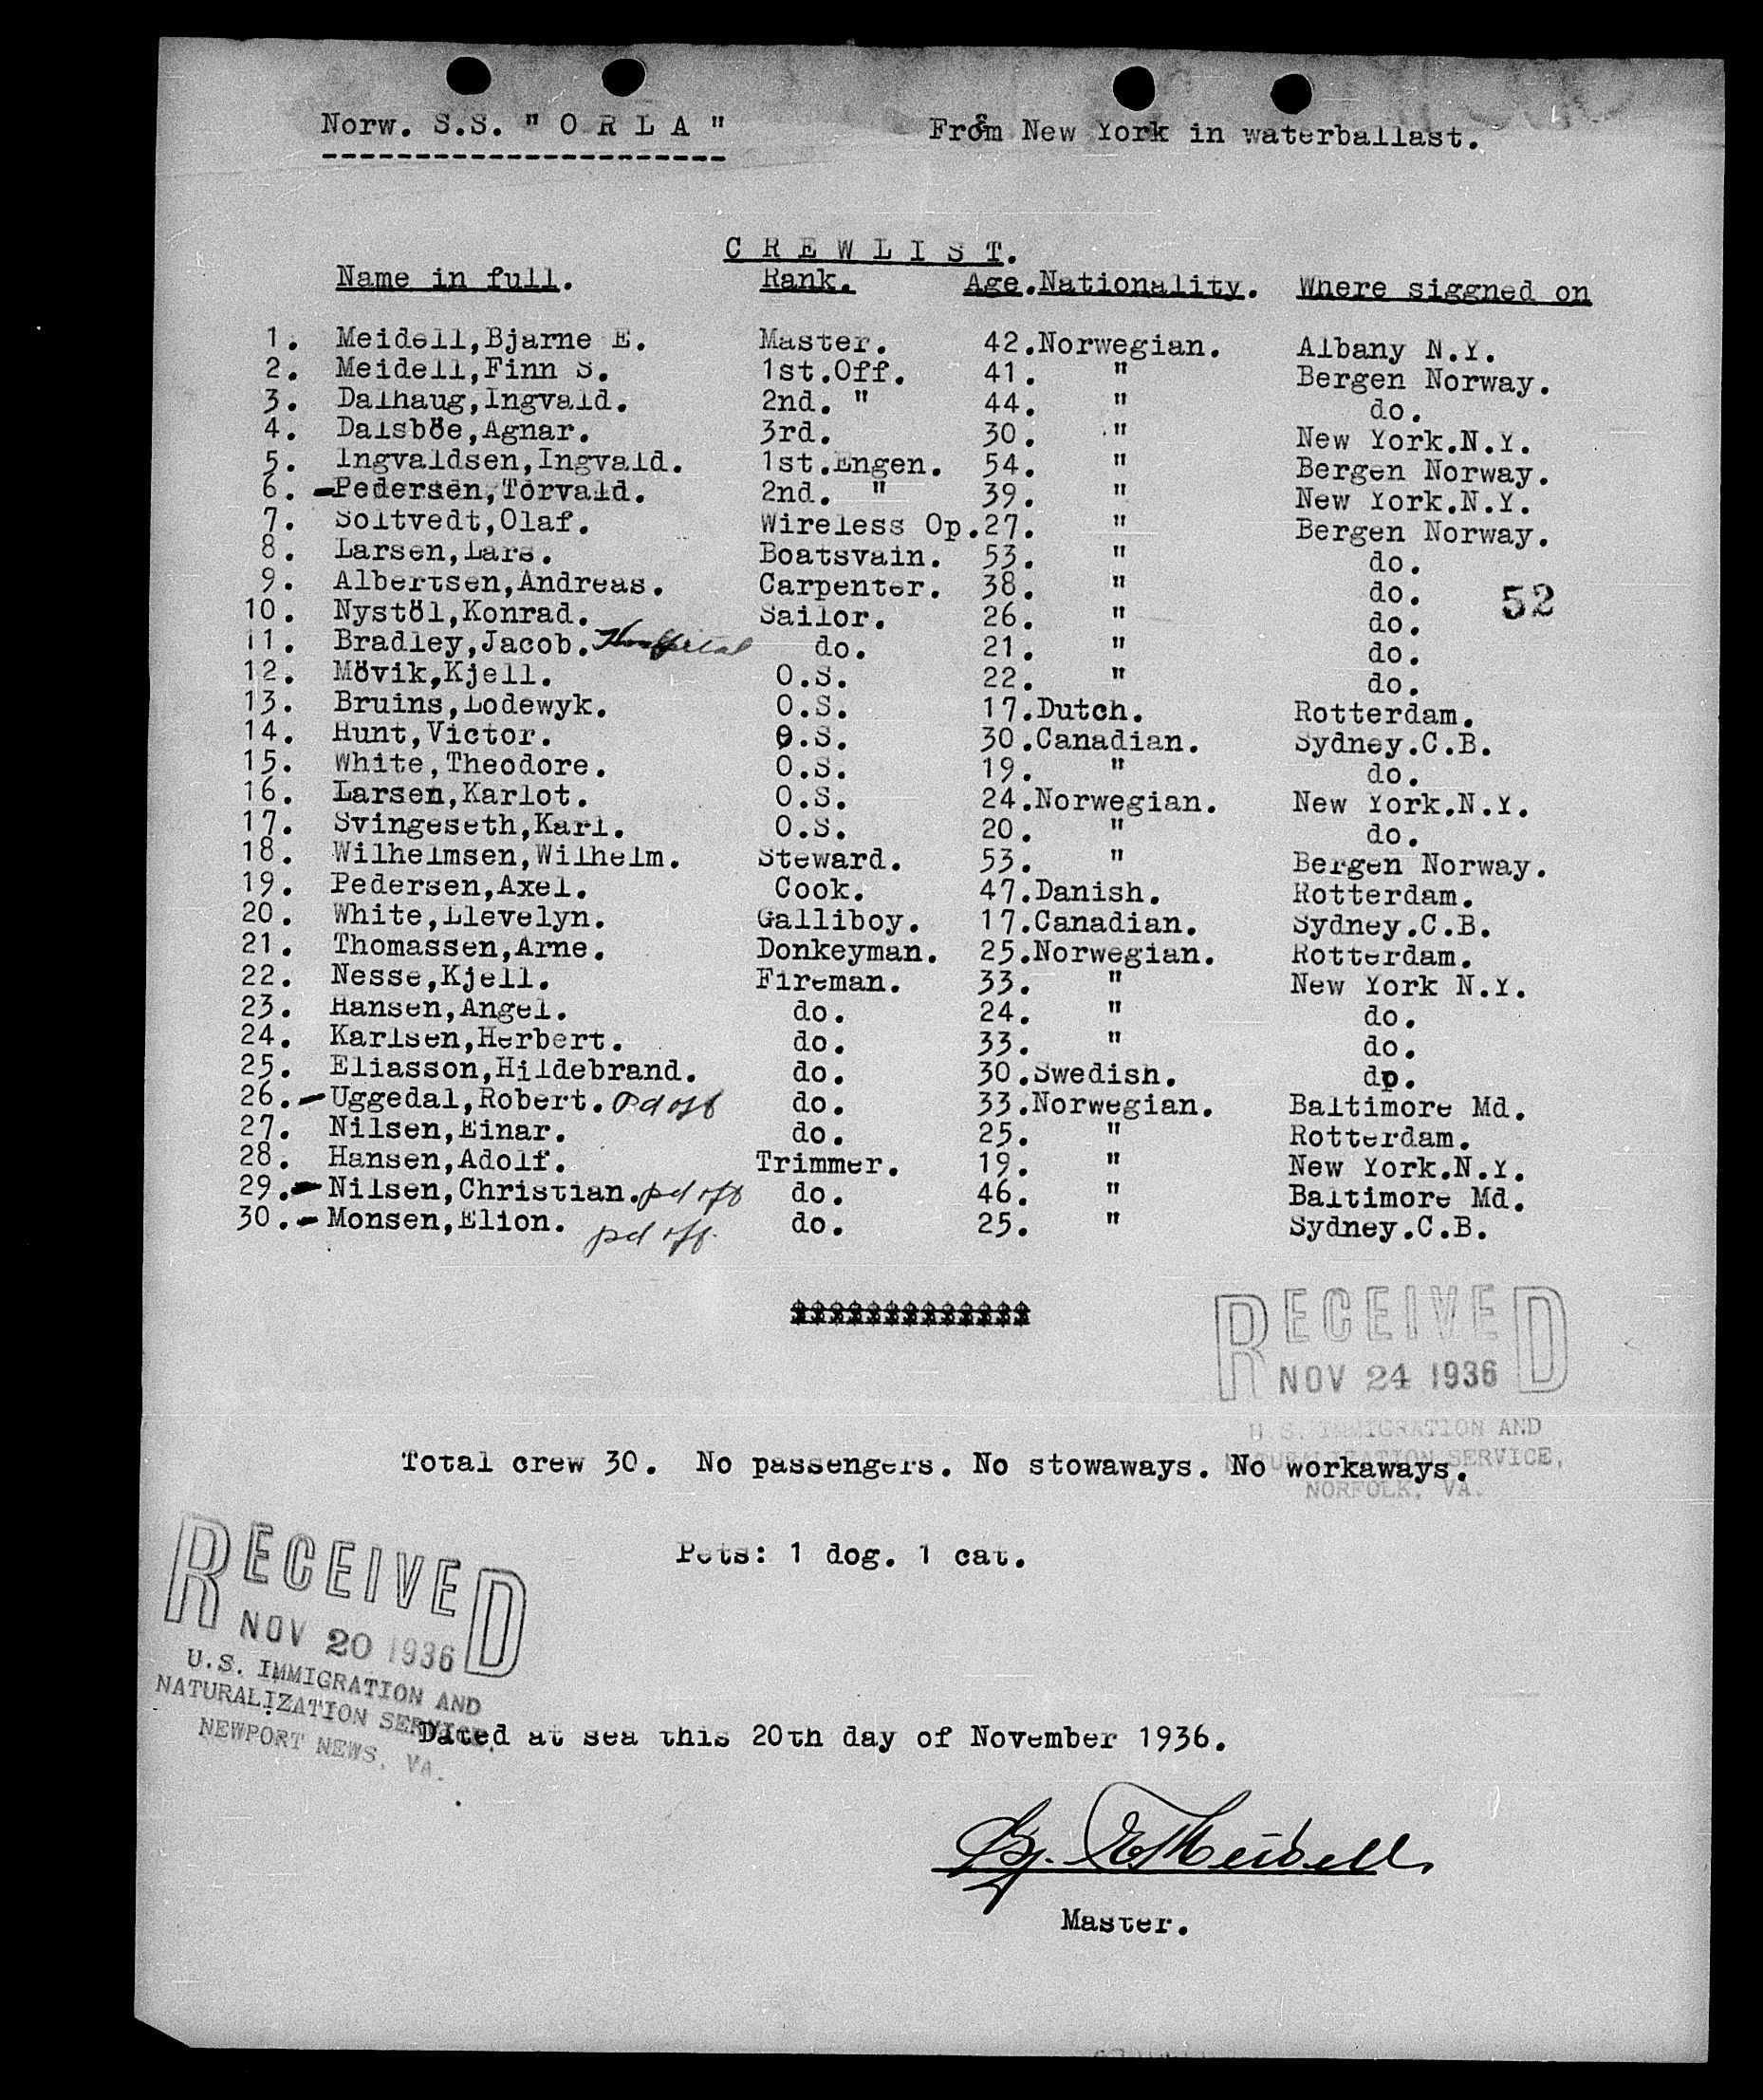 Norw. S.S. " O R L A "    From New York in waterballast.
C R E W L I S T.
Name in full.    Rank.    Age.    Nationality.    Where siggned on
1. Meidell,Bjarne E.    Master.    42.    Norwegian.    Albany N.Y.
2. Meidell,Finn S.    1st.Off.    41.    "    Bergen Norway.
3. Dalhaug,Ingvald.    2nd. "    44.    "    do.
4. Dalsböe,Agnar.    3rd.    30.    "    New York.N.Y.
5. Ingvaldsen,Ingvald.    1st.Engen.    54.    "    Bergen Norway.
6. -Pedersen,Torvald.    2nd. "    39.    "    New York.N.Y.
7. Soltvedt,Olaf.    Wireless Op.    27.    "    Bergen Norway.
8. Larsen,Lars.    Boatsvain.    53.    "    do.
9. Albertsen,Andreas.    Carpenter.    38.    "    do.
52
10. Nystöl,Konrad.    Sailor.    26.    "    do.
11. Bradley,Jacob. Hospital    do.    21.    "    do.
12. Mövik,Kjell.    O.S.    22.    "    do.
13. Bruins,Lodewyk.    O.S.    17.    Dutch.    Rotterdam.
14. Hunt,Victor.    O.S.    30.    Canadian.    Sydney.C.B.
15. White,Theodore.    O.S.    19.    "    do.
16. Larsen,Karlot.    O.S.    24.    Norwegian.    New York.N.Y.
17. Svingeseth,Karl.    O.S.    20.    "    do.
18. Wilhelmsen,Wilhelm.    Steward.    53.    "    Bergen Norway.
19. Pedersen,Axel.    Cook.    47.    Danish.    Rotterdam.
20. White,Llevelyn.    Galliboy.    17.    Canadian.    Sydney.C.B.
21. Thomassen,Arne.    Donkeyman.    25.    Norwegian.    Rotterdam.
22. Nesse,Kjell.    Fireman.    33.    "    New York N.Y.
23. Hansen,Angel.    do.    24.    "    do.
24. Karlsen,Herbert.    do.    33.    "    do.
25. Eliasson,Hildebrand.    do.    30.    Swedish.    do.
26. - Uggedal,Robert. Pd off    do.    33.    Norwegian.    Baltimore Md.
27. Nilsen,Einar.    do.    25.    "    Rotterdam.
28. Hansen,Adolf.    Trimmer.    19.    "    New York.N.Y.
29. - Nilsen,Christian. pd off    do.    46.    "    Baltimore Md.
30. - Monsen,Elion. pd off.    do.    25.    "    Sydney.C.B.
RECEIVED
NOV 24 1936
U.S. IMMIGRATION AND
NATURALIZATION SERVICE,
NORFOLK, VA.
Total crew 30. No passengers. No stowaways. No workaways.
Pets: 1 dog. 1 cat.
RECEIVED
NOV 20 1936
U.S. IMMIGRATION AND
NATURALIZATION SERVICE,
NEWPORT NEWS, VA.
Dated at sea this 20th day of November 1936.
Bj. E Meidell.
Master.